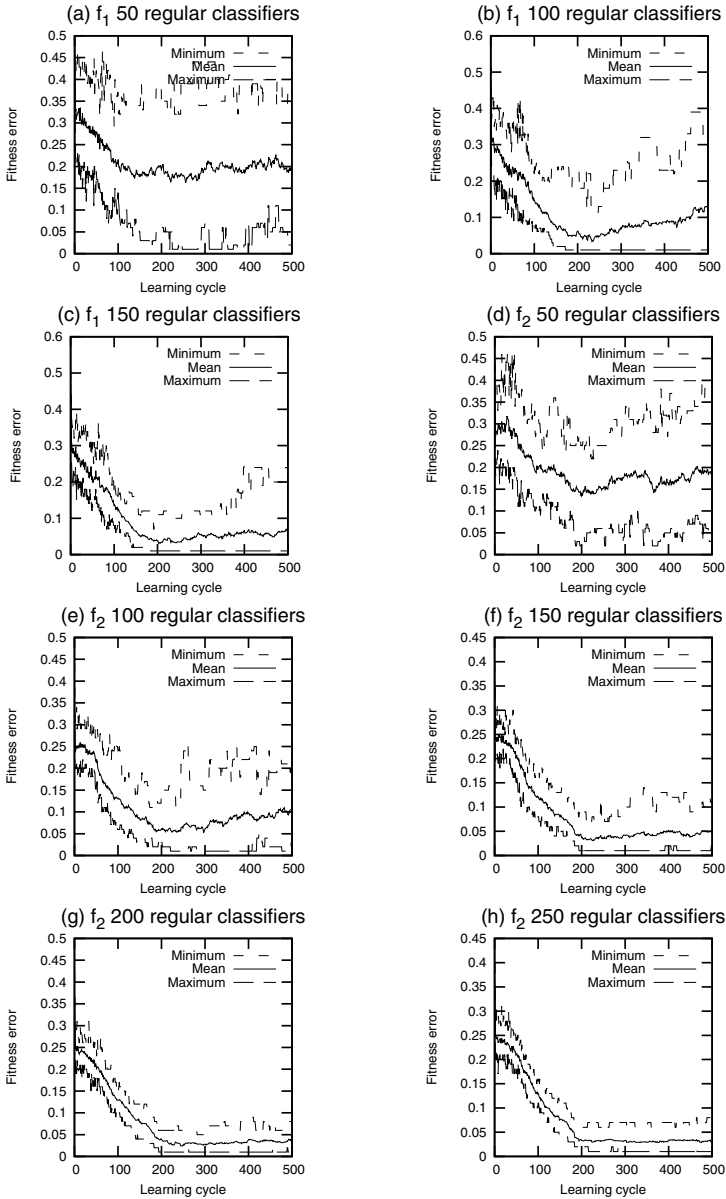 (a) f1 50 regular classifiers
Fitness error
0.5
0.45
0.4
0.35
0.3
0.25
0.2
0.15
0.1
0.05
0
Minimum
Mean
Maximum
0 100 200 300 400 500
Learning cycle
(b) f1 100 regular classifiers
Fitness error
0.6
0.5
0.4
0.3
0.2
0.1
0
Minimum
Mean
Maximum
0 100 200 300 400 500
Learning cycle
(c) f1 150 regular classifiers
Fitness error
0.6
0.5
0.4
0.3
0.2
0.1
0
Minimum
Mean
Maximum
0 100 200 300 400 500
Learning cycle
(d) f2 50 regular classifiers
Fitness error
0.5
0.45
0.4
0.35
0.3
0.25
0.2
0.15
0.1
0.05
0
Minimum
Mean
Maximum
0 100 200 300 400 500
Learning cycle
(e) f2 100 regular classifiers
Fitness error
0.5
0.45
0.4
0.35
0.3
0.25
0.2
0.15
0.1
0.05
0
Minimum
Mean
Maximum
0 100 200 300 400 500
Learning cycle
(f) f2 150 regular classifiers
Fitness error
0.45
0.4
0.35
0.3
0.25
0.2
0.15
0.1
0.05
0
Minimum
Mean
Maximum
0 100 200 300 400 500
Learning cycle
(g) f2 200 regular classifiers
Fitness error
0.5
0.45
0.4
0.35
0.3
0.25
0.2
0.15
0.1
0.05
0
Minimum
Mean
Maximum
0 100 200 300 400 500
Learning cycle
(h) f2 250 regular classifiers
Fitness error
0.45
0.4
0.35
0.3
0.25
0.2
0.15
0.1
0.05
0
Minimum
Mean
Maximum
0 100 200 300 400 500
Learning cycle